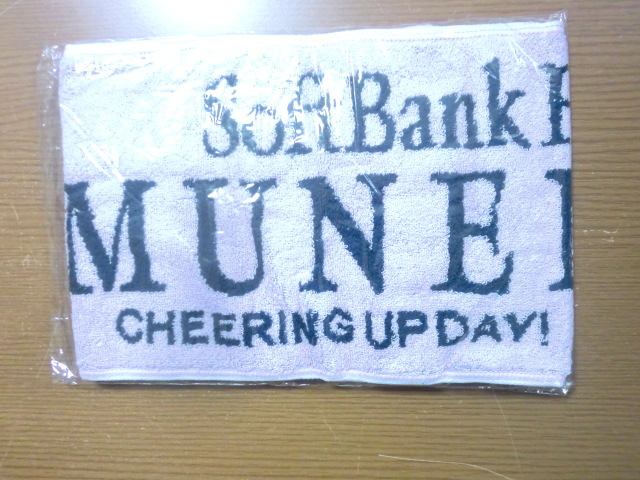 SoftBank
MUNE
CHEERING UP DAY!